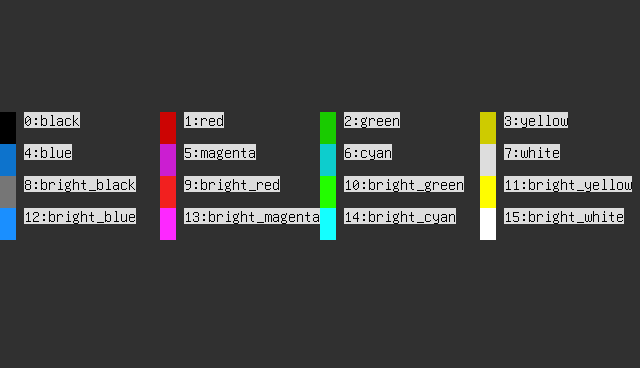 0:black 1:red 2:green 3:yellow
4:blue 5:magenta 6:cyan 7:white
8:bright_black 9:bright_red 10:bright_green 11:bright_yellow
12:bright_blue 13:bright_magenta 14:bright_cyan 15:bright_white